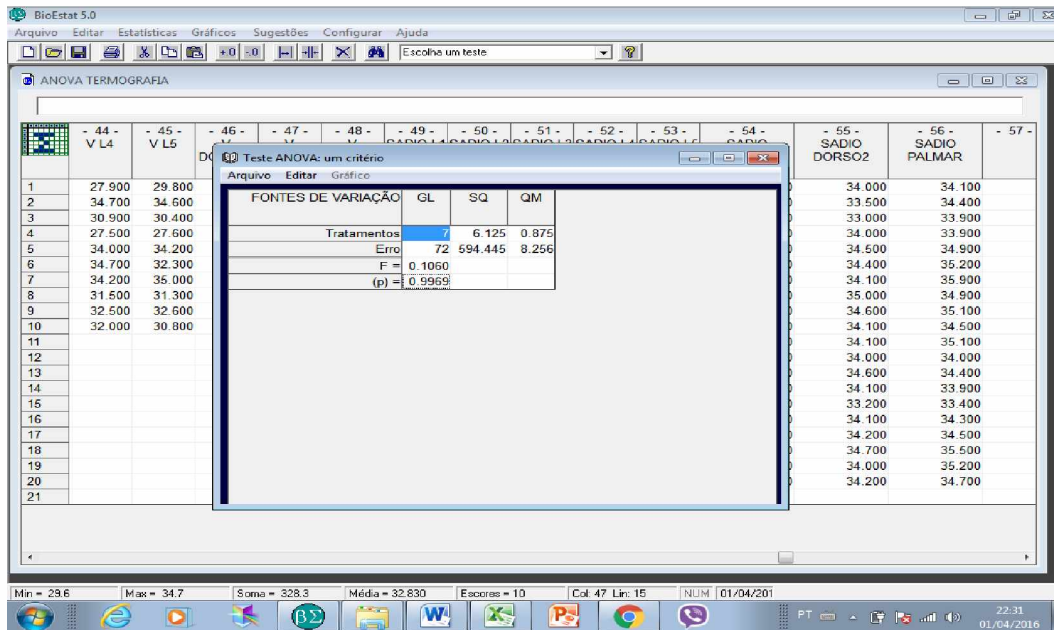 BioEstat 5.0
Arquivo Editar Estatísticas Gráficos Sugestões Configurar Ajuda
Escolha um teste
ANOVA TERMOGRAFIA
- 44 - - 45 - - 46 - - 47 - - 48 - - 49 - - 50 - - 51 - - 52 - - 53 - - 54 - - 55 - - 56 - - 57 -
V L4 V L5 SADIO SADIO
DORSO2 PALMAR
Teste ANOVA: um critério
Arquivo Editar Gráfico
FONTES DE VARIAÇÃO GL SQ QM
Tratamentos 7 6.125 0.875
Erro 72 594.445 8.256
F = 0.1060
(p) = 0.9969
1 27.900 29.800 34.000 34.100
2 34.700 34.600 33.500 34.400
3 30.900 30.400 33.000 33.900
4 27.500 27.600 34.000 33.900
5 34.000 34.200 34.500 34.900
6 34.700 32.300 34.400 35.200
7 34.200 35.000 34.100 35.900
8 31.500 31.300 35.000 34.900
9 32.500 32.600 34.600 35.100
10 32.000 30.800 34.100 34.500
11 34.100 35.100
12 34.000 34.000
13 34.600 34.400
14 34.100 33.900
15 33.200 33.400
16 34.100 34.300
17 34.200 34.500
18 34.700 35.500
19 34.000 35.200
20 34.200 34.700
21
Min = 29.6 Max = 34.7 Soma = 328.3 Média = 32.830 Escores = 10 Col: 47 Lin: 15 NUM 01/04/201
PT 22:31
01/04/2016